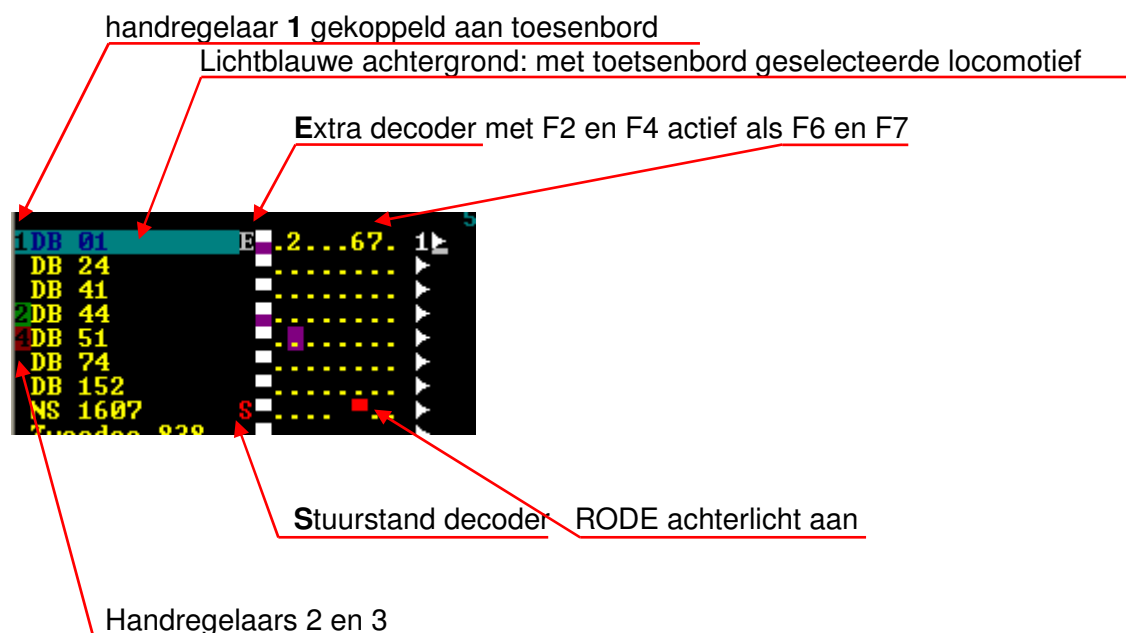 handregelaar 1 gekoppeld aan toesenbord
Lichtblauwe achtergrond: met toetsenbord geselecteerde locomotief
Extra decoder met F2 en F4 actief als F6 en F7
5
1DB 01 E .2...67. 1
DB 24 ........
DB 41 ........
2DB 44 ........
4DB 51 ........
DB 74 ........
DB 152 ........
NS 1607 S .... ..
838
Stuurstand decoder RODE achterlicht aan
Handregelaars 2 en 3